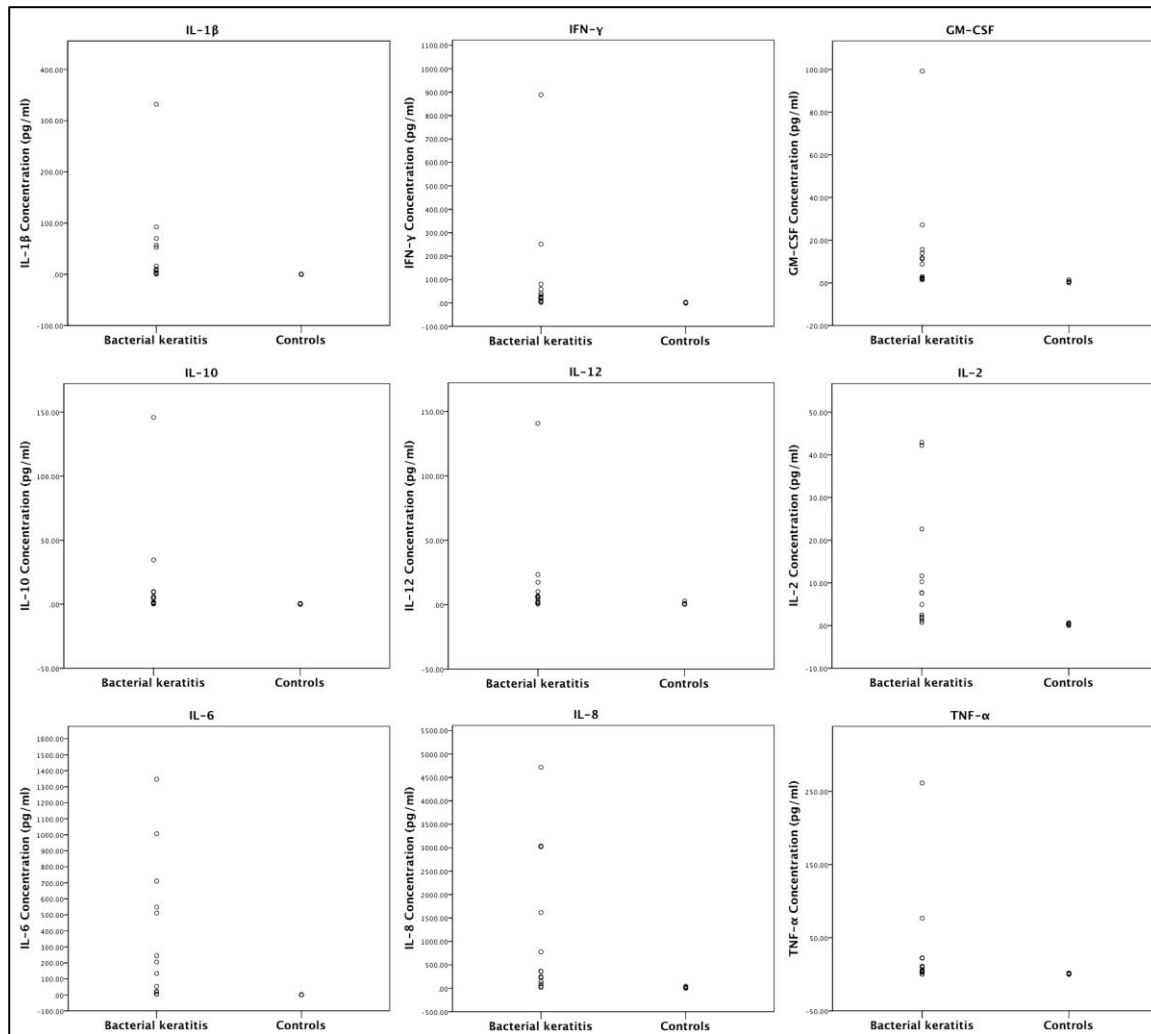 IL-1β
IL-1β Concentration (pg/ml)
400.00
300.00
200.00
100.00
.00
-100.00
Bacterial keratitis
Controls
IFN-γ
IFN-γ Concentration (pg/ml)
1100.00
1000.00
900.00
800.00
700.00
600.00
500.00
400.00
300.00
200.00
100.00
.00
-100.00
Bacterial keratitis
Controls
GM-CSF
GM-CSF Concentration (pg/ml)
100.00
80.00
60.00
40.00
20.00
.00
-20.00
Bacterial keratitis
Controls
IL-10
IL-10 Concentration (pg/ml)
150.00
100.00
50.00
.00
-50.00
Bacterial keratitis
Controls
IL-12
IL-12 Concentration (pg/ml)
150.00
100.00
50.00
.00
-50.00
Bacterial keratitis
Controls
IL-2
IL-2 Concentration (pg/ml)
50.00
40.00
30.00
20.00
10.00
.00
-10.00
Bacterial keratitis
Controls
IL-6
IL-6 Concentration (pg/ml)
1600.00
1500.00
1400.00
1300.00
1200.00
1100.00
1000.00
900.00
800.00
700.00
600.00
500.00
400.00
300.00
200.00
100.00
.00
-100.00
Bacterial keratitis
Controls
IL-8
IL-8 Concentration (pg/ml)
5500.00
5000.00
4500.00
4000.00
3500.00
3000.00
2500.00
2000.00
1500.00
1000.00
500.00
.00
-500.00
Bacterial keratitis
Controls
TNF-α
TNF-α Concentration (pg/ml)
250.00
150.00
50.00
-50.00
Bacterial keratitis
Controls